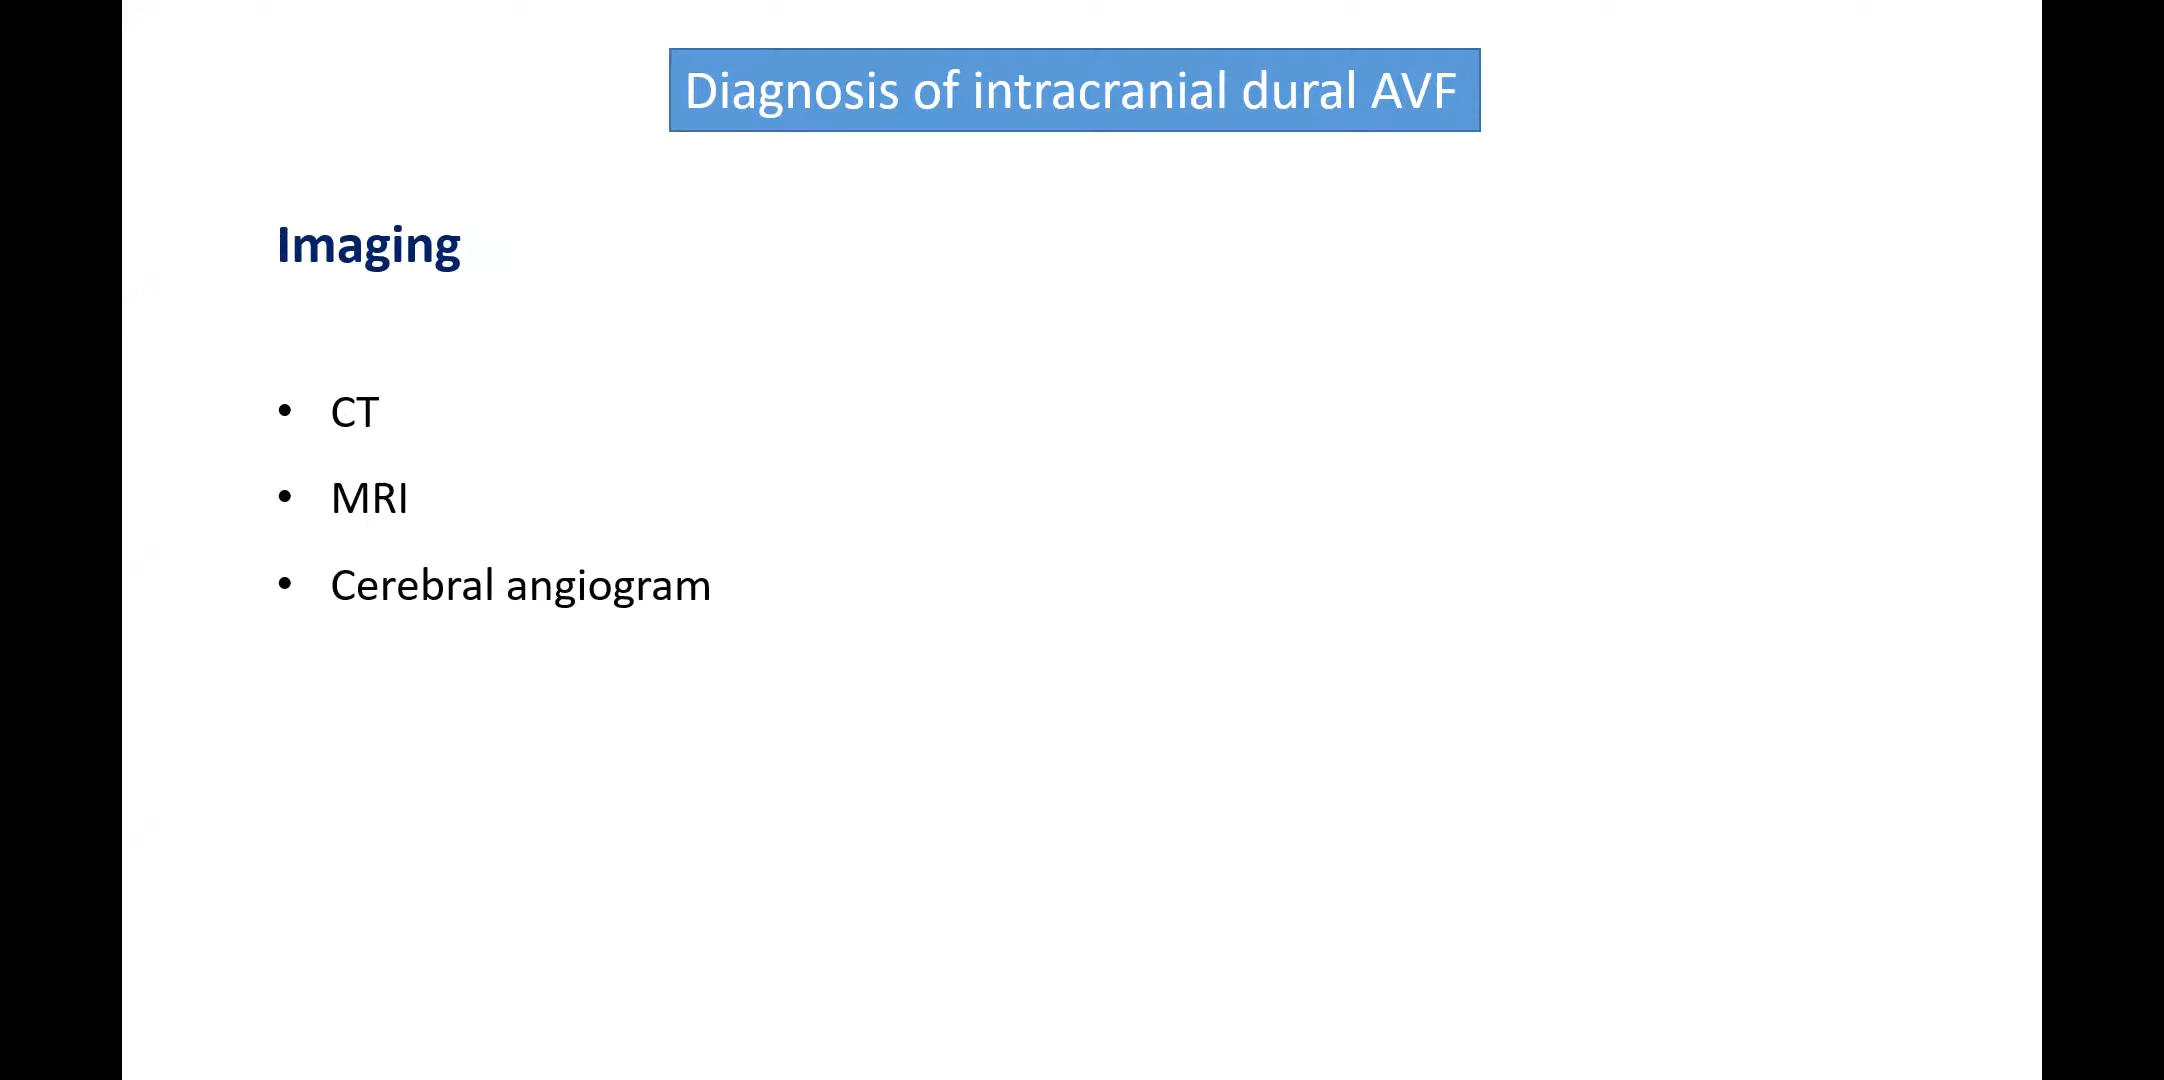 Diagnosis of intracranial dural AVF
Imaging
• CT
• MRI
• Cerebral angiogram